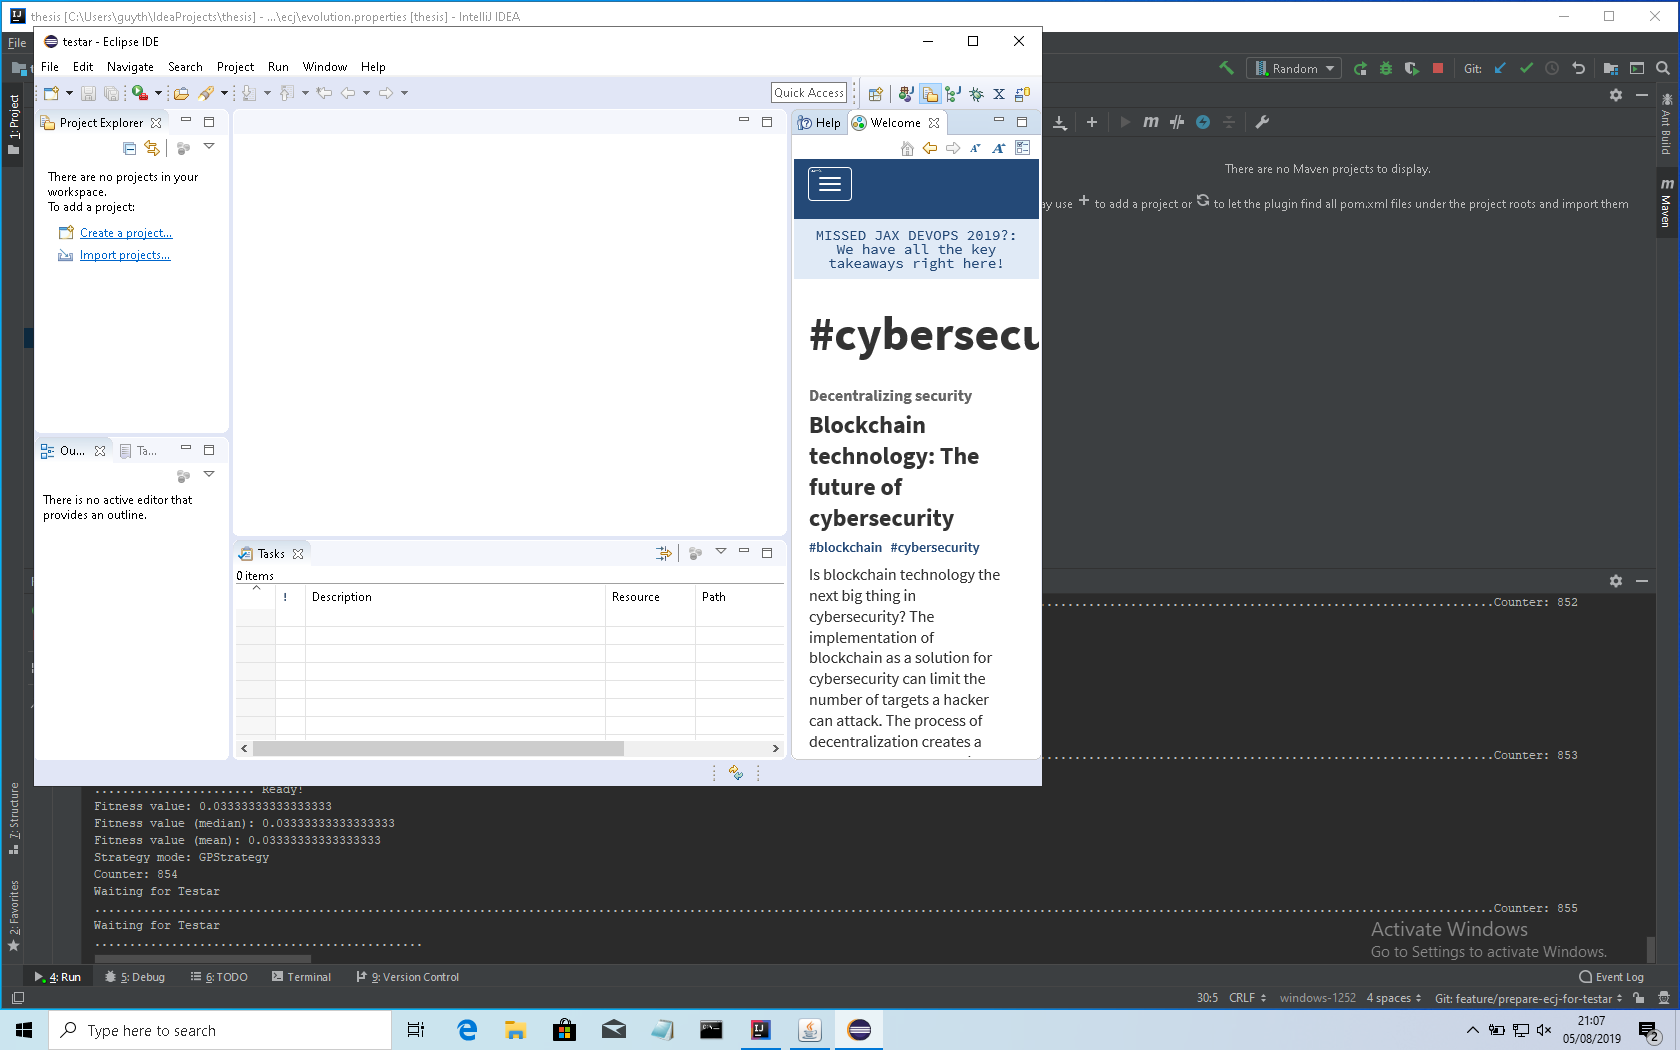 thesis [C:\Users\guyth\IdeaProjects\thesis] - ...\ecj\evolution.properties [thesis] - IntelliJ IDEA
File
testar - Eclipse IDE
File Edit Navigate Search Project Run Window Help
Quick Access
Random
Git:
1: Project
Project Explorer
There are no projects in your
workspace.
To add a project:
Create a project...
Import projects...
Ou...
Ta...
There is no active editor that
provides an outline.
Tasks
0 items
! Description Resource Path
Help
Welcome
MISSED JAX DEVOPS 2019?:
We have all the key
takeaways right here!
#cybersecu
Decentralizing security
Blockchain
technology: The
future of
cybersecurity
#blockchain #cybersecurity
Is blockchain technology the
next big thing in
cybersecurity? The
implementation of
blockchain as a solution for
cybersecurity can limit the
number of targets a hacker
can attack. The process of
decentralization creates a
There are no Maven projects to display.
ay use + to add a project or to let the plugin find all pom.xml files under the project roots and import them
Ant Build
Maven
Counter: 852
Counter: 853
....................... Ready!
Fitness value: 0.03333333333333333
Fitness value (median): 0.03333333333333333
Fitness value (mean): 0.03333333333333333
Strategy mode: GPStrategy
Counter: 854
Waiting for Testar
Counter: 855
Waiting for Testar
...............................................
Activate Windows
Go to Settings to activate Windows.
7: Structure
2: Favorites
4: Run
5: Debug
6: TODO
Terminal
9: Version Control
Event Log
30:5 CRLF windows-1252 4 spaces Git: feature/prepare-ecj-for-testar
Type here to search
21:07
05/08/2019
2